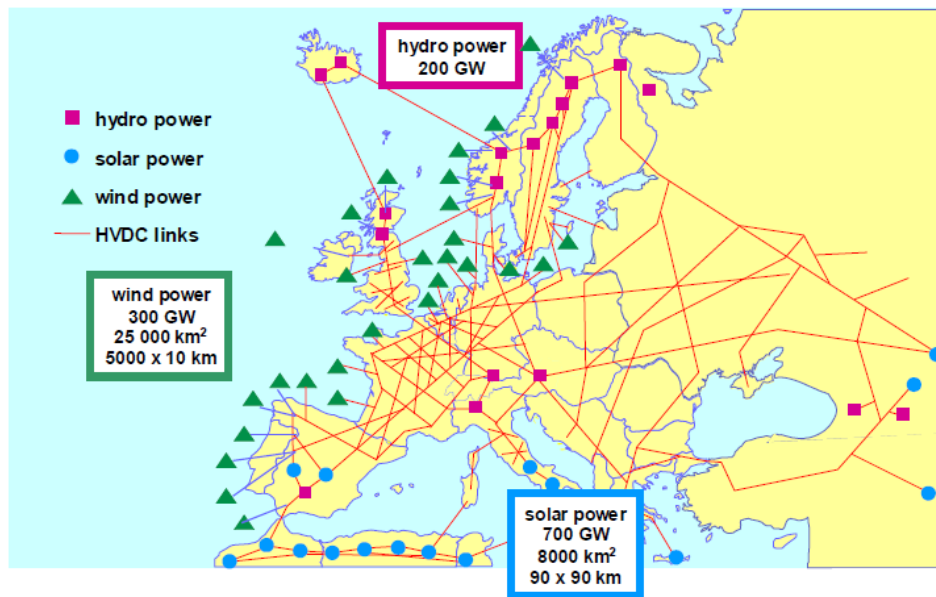 hydro power
200 GW
hydro power
solar power
wind power
HVDC links
wind power
300 GW
25 000 km²
5000 x 10 km
solar power
700 GW
8000 km²
90 x 90 km